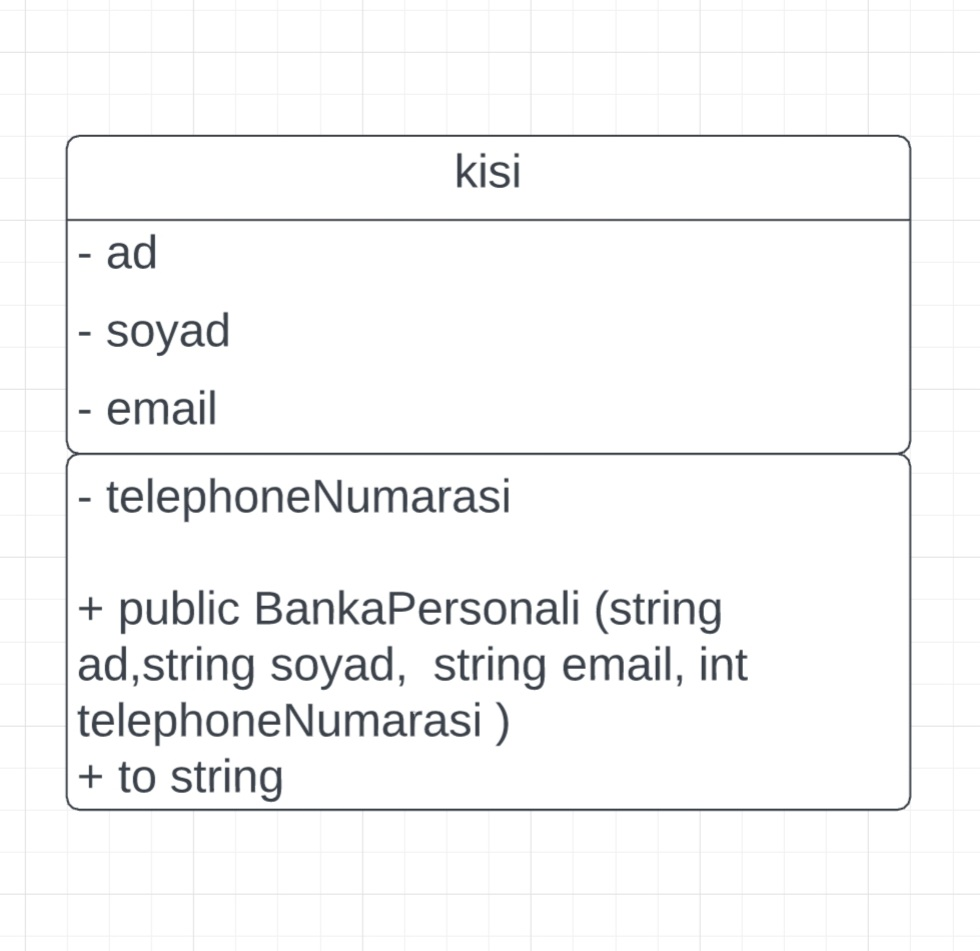 kisi
- ad
- soyad
- email
- telephoneNumarasi
+ public BankaPersonali (string
ad,string soyad,  string email, int
telephoneNumarasi )
+ to string